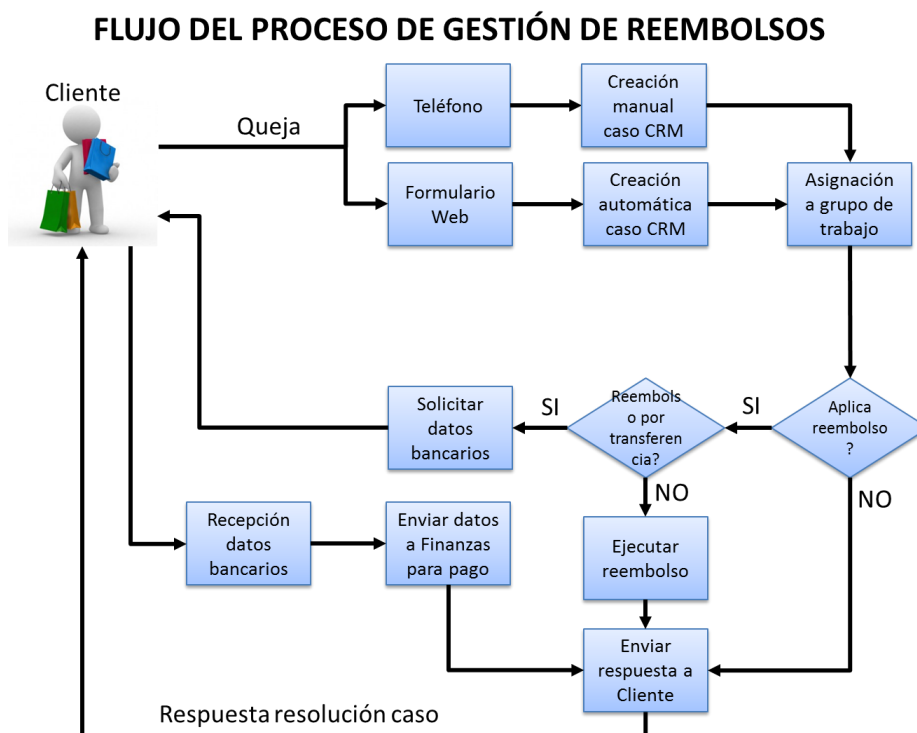 FLUJO DEL PROCESO DE GESTIÓN DE REEMBOLSOS
Cliente
Queja
Teléfono
Creación
manual
caso CRM
Formulario
Web
Creación
automática
caso CRM
Asignación
a grupo de
trabajo
Aplica
reembolso
?
SI
NO
Reembols
o por
transferen
cia?
SI
NO
Solicitar
datos
bancarios
Recepción
datos
bancarios
Enviar datos
a Finanzas
para pago
Ejecutar
reembolso
Enviar
respuesta a
Cliente
Respuesta resolución caso